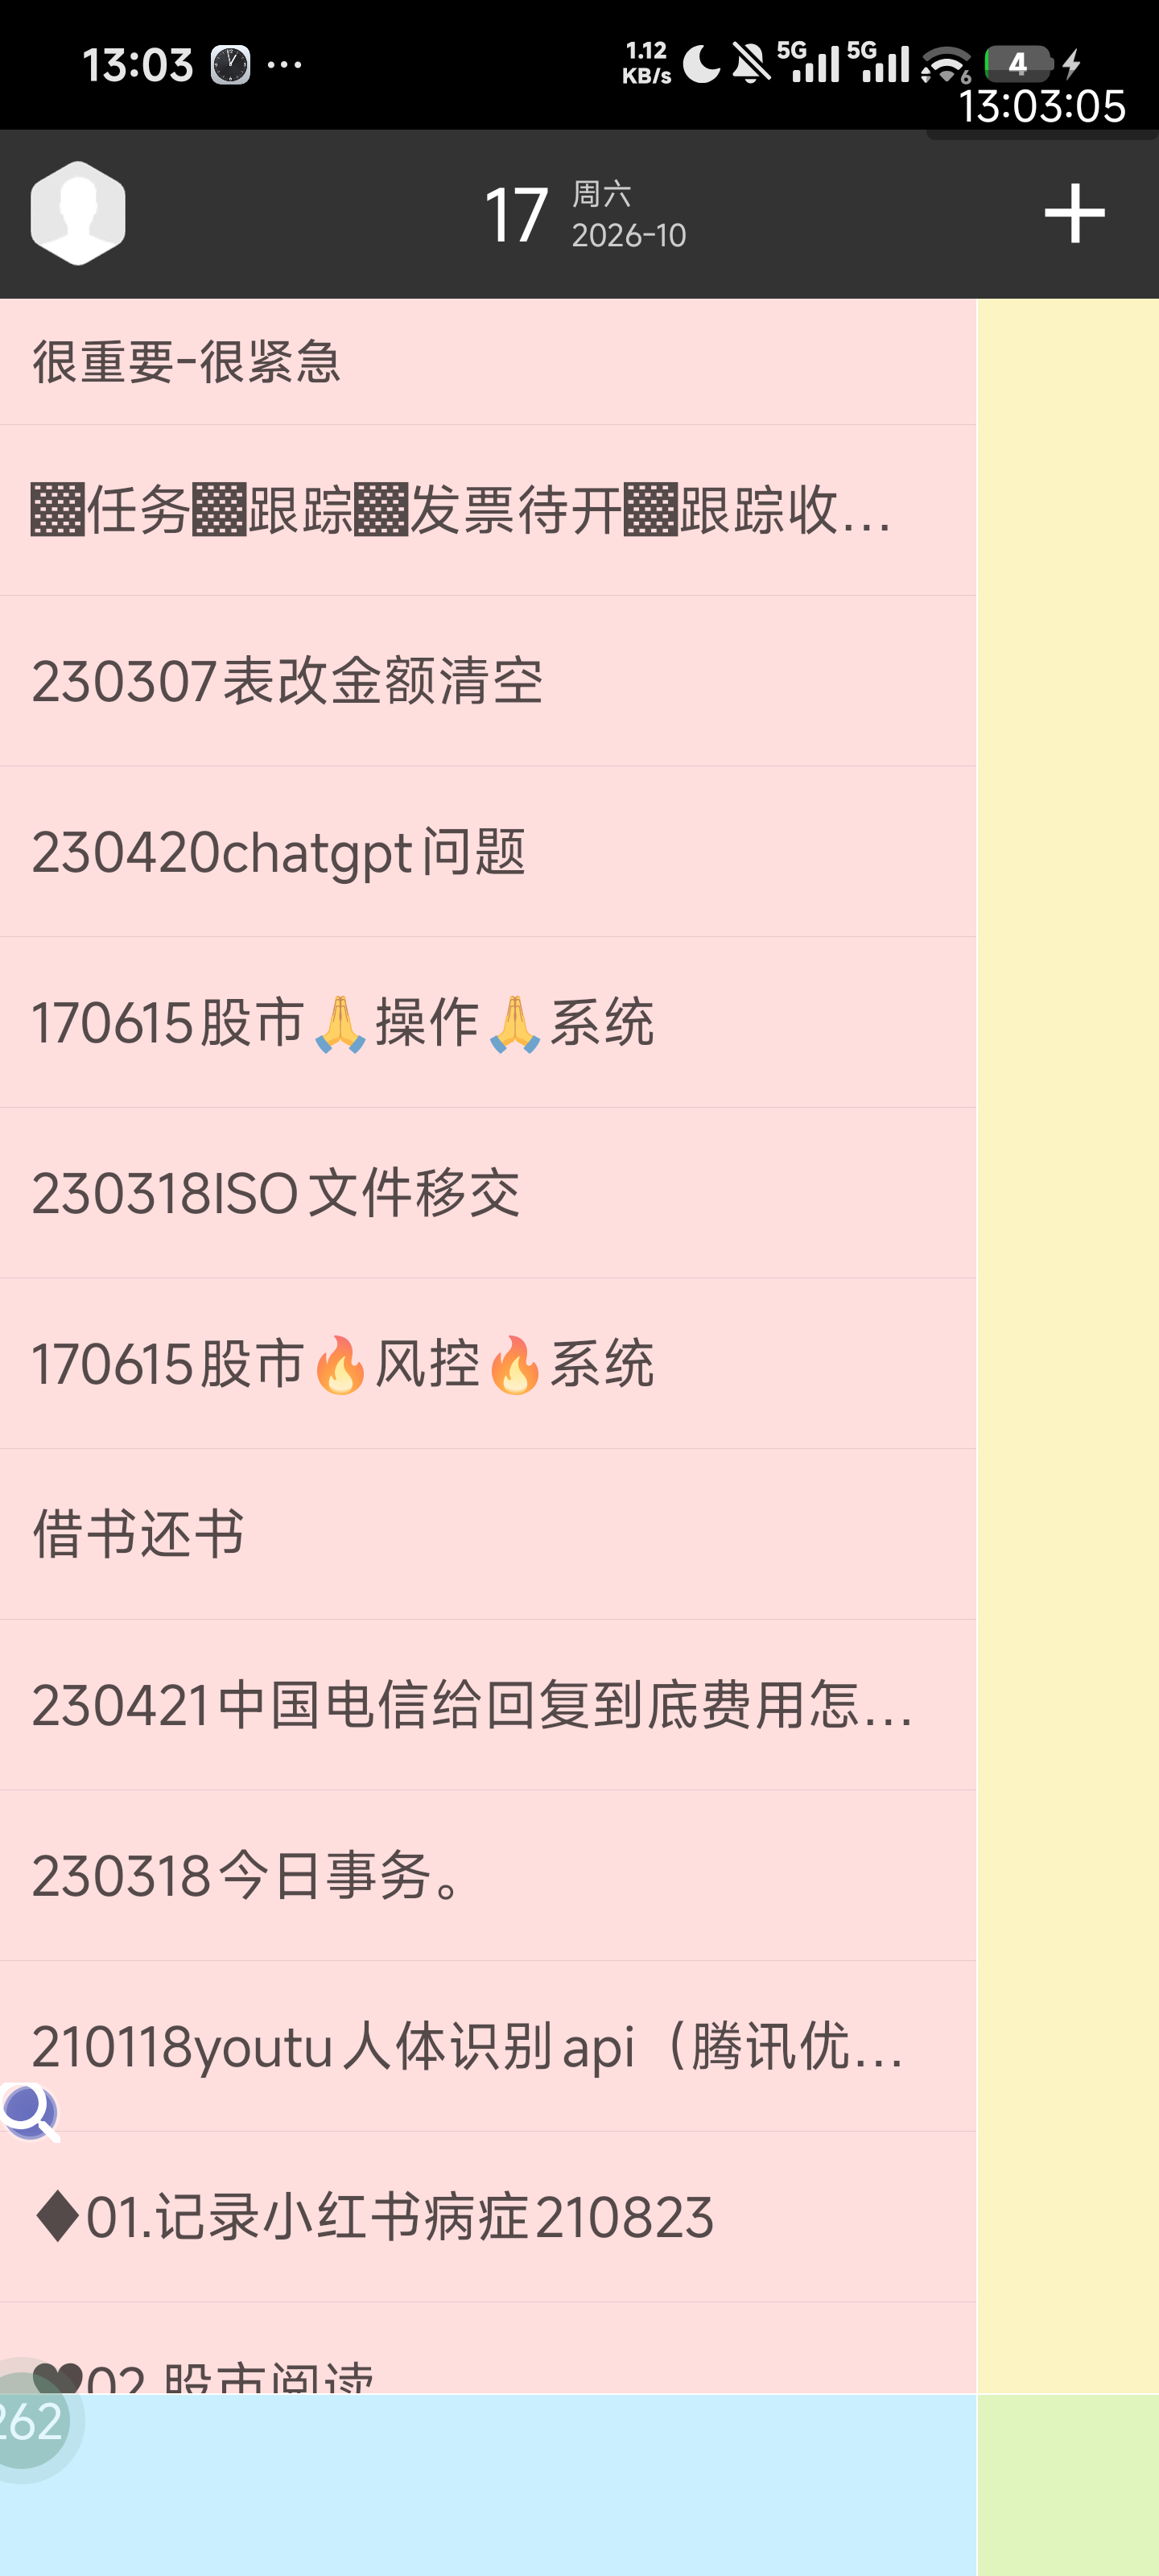 13:03 ...
1.12 KB/s 5G 5G 6 4
13:03:05
17 周六
2026-10
很重要-很紧急
▓任务▓跟踪▓发票待开▓跟踪收...
230307表改金额清空
230420chatgpt问题
170615股市🙏操作🙏系统
230318ISO文件移交
170615股市🔥风控🔥系统
借书还书
230421中国电信给回复到底费用怎...
230318今日事务。
210118youtu人体识别api（腾讯优...
♦01.记录小红书病症210823
♥02.股市阅读
262